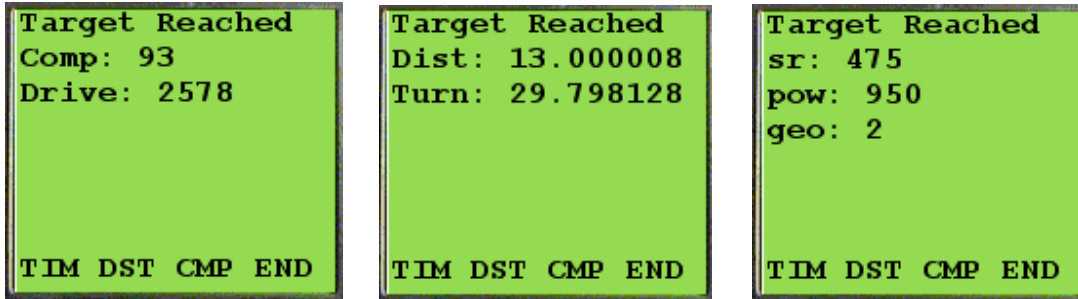 Target Reached
Comp: 93
Drive: 2578
TIM DST CMP END
Target Reached
Dist: 13.000008
Turn: 29.798128
TIM DST CMP END
Target Reached
sr: 475
pow: 950
geo: 2
TIM DST CMP END